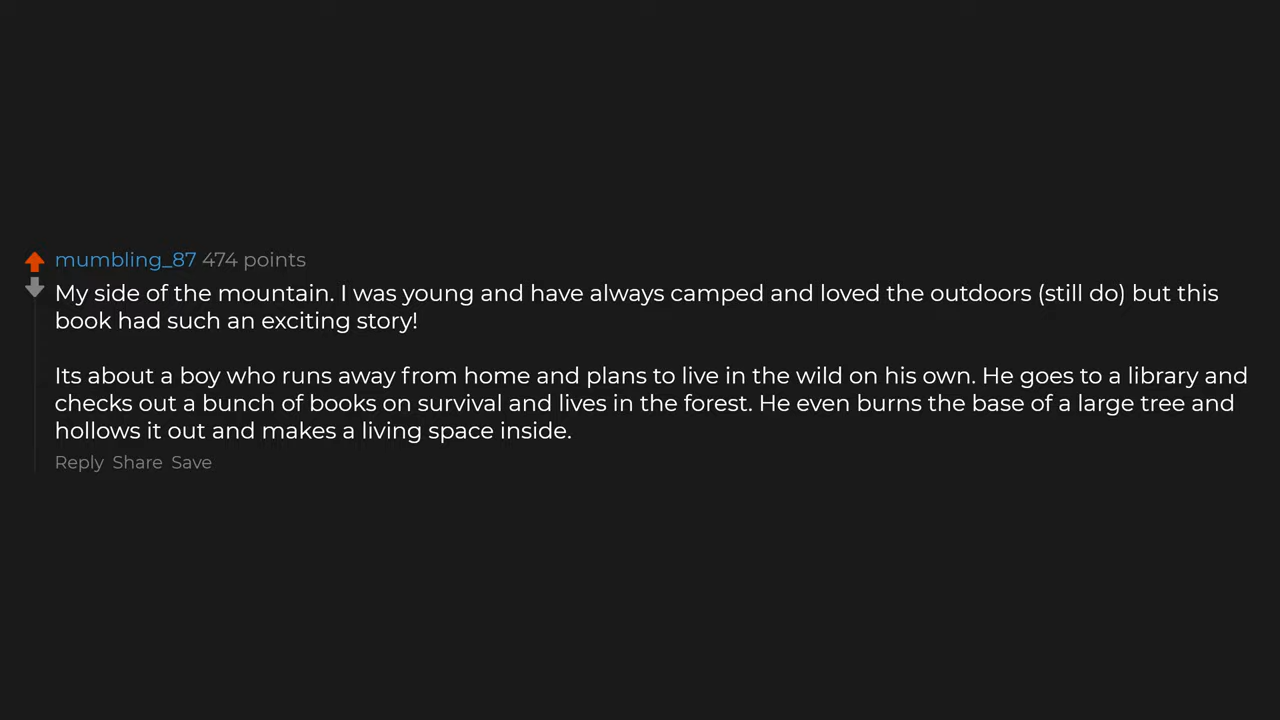 mumbling_87 474 points
My side of the mountain. I was young and have always camped and loved the outdoors (still do) but this
book had such an exciting story!
Its about a boy who runs away from home and plans to live in the wild on his own. He goes to a library and
checks out a bunch of books on survival and lives in the forest. He even burns the base of a large tree and
hollows it out and makes a living space inside.
Reply Share Save